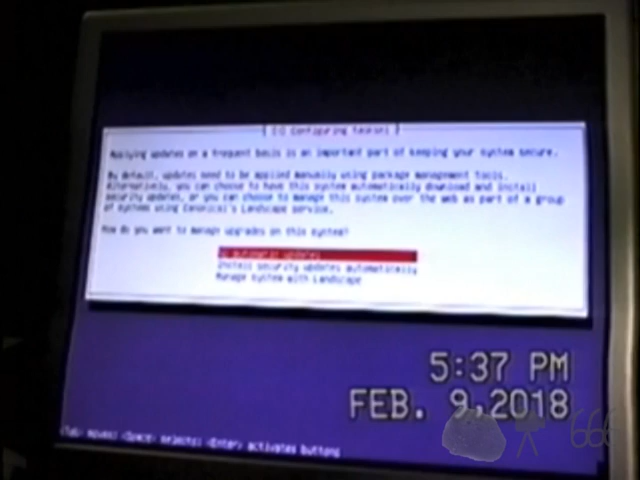 [!] Configuring tasksel
Applying updates on a frequent basis is an important part of keeping your system secure.
By default, updates need to be applied manually using package management tools.
Alternatively, you can choose to have this system automatically download and install
security updates, or you can choose to manage this system over the web as part of a group
of systems using Canonical's Landscape service.
How do you want to manage upgrades on this system?
No automatic updates
Install security updates automatically
Manage system with Landscape
5:37 PM
FEB. 9,2018
666
<Tab> moves; <Space> selects; <Enter> activates buttons